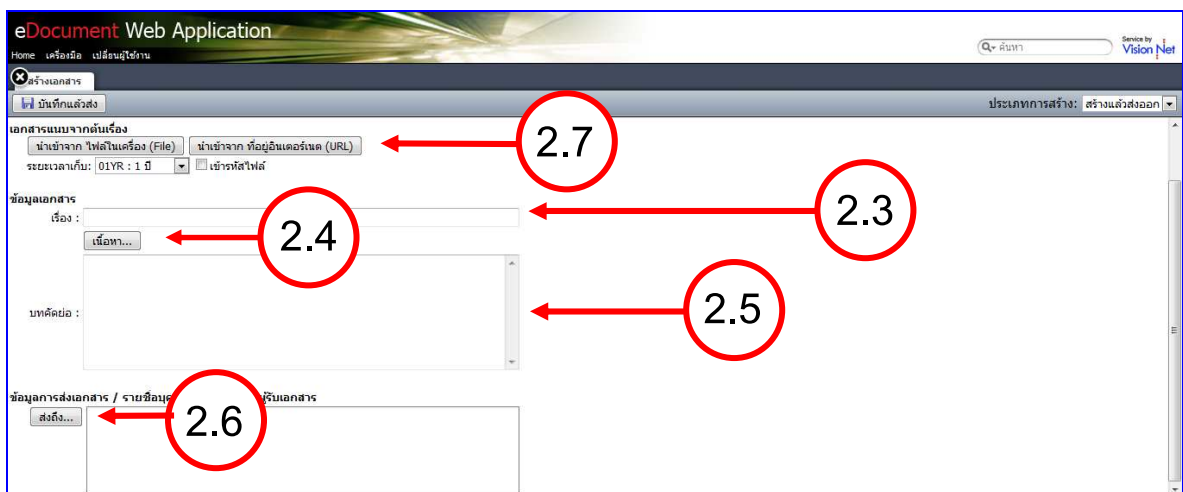 eDocument Web Application
Home เครื่องมือ เปลี่ยนผู้ใช้งาน
ค้นหา
Service by
Vision Net
สร้างเอกสาร
บันทึกแล้วส่ง
ประเภทการสร้าง: สร้างแล้วส่งออก
เอกสารแนบจากต้นเรื่อง
นำเข้าจาก ไฟล์ในเครื่อง (File) นำเข้าจาก ที่อยู่อินเตอร์เนต (URL)
2.7
ระยะเวลาเก็บ: 01YR : 1 ปี เข้ารหัสไฟล์
ข้อมูลเอกสาร
เรื่อง :
2.3
เนื้อหา...
2.4
บทคัดย่อ :
2.5
ข้อมูลการส่งเอกสาร / รายชื่อ ผู้รับเอกสาร
ส่งถึง...
2.6